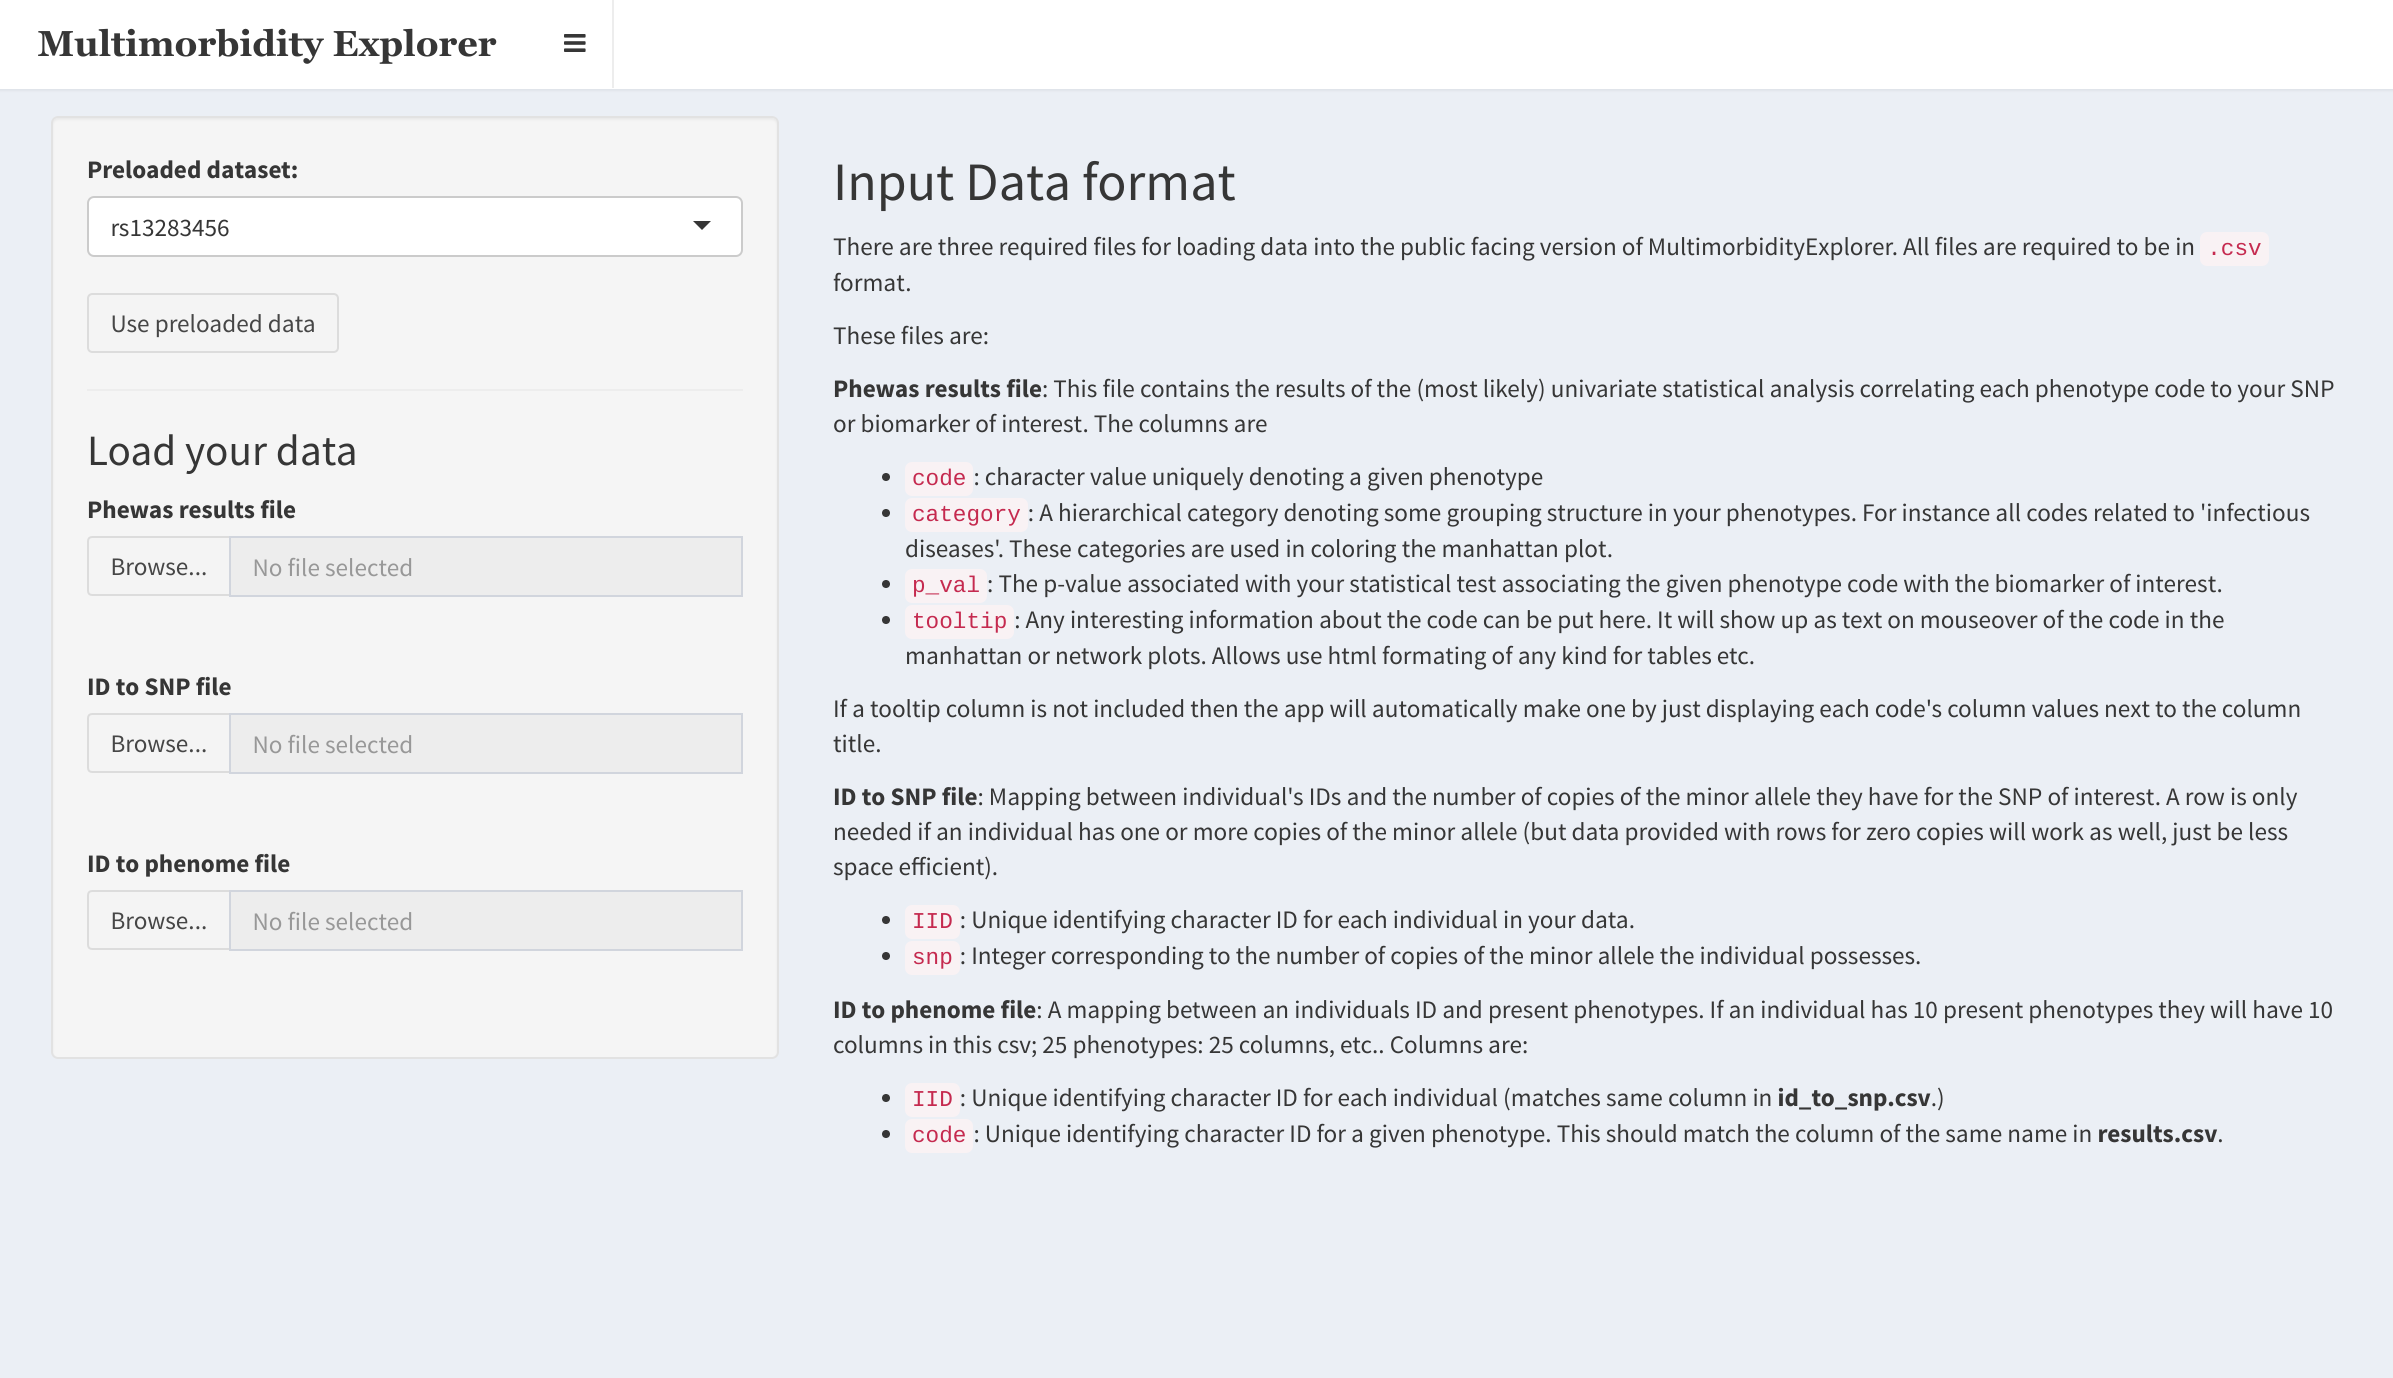 Multimorbidity Explorer
Preloaded dataset:
rs13283456
Use preloaded data
Load your data
Phewas results file
Browse... No file selected
ID to SNP file
Browse... No file selected
ID to phenome file
Browse... No file selected
Input Data format
There are three required files for loading data into the public facing version of MultimorbidityExplorer. All files are required to be in .csv
format.
These files are:
Phewas results file: This file contains the results of the (most likely) univariate statistical analysis correlating each phenotype code to your SNP
or biomarker of interest. The columns are
• code : character value uniquely denoting a given phenotype
• category : A hierarchical category denoting some grouping structure in your phenotypes. For instance all codes related to 'infectious
diseases'. These categories are used in coloring the manhattan plot.
• p_val : The p-value associated with your statistical test associating the given phenotype code with the biomarker of interest.
• tooltip : Any interesting information about the code can be put here. It will show up as text on mouseover of the code in the
manhattan or network plots. Allows use html formating of any kind for tables etc.
If a tooltip column is not included then the app will automatically make one by just displaying each code's column values next to the column
title.
ID to SNP file: Mapping between individual's IDs and the number of copies of the minor allele they have for the SNP of interest. A row is only
needed if an individual has one or more copies of the minor allele (but data provided with rows for zero copies will work as well, just be less
space efficient).
• IID : Unique identifying character ID for each individual in your data.
• snp : Integer corresponding to the number of copies of the minor allele the individual possesses.
ID to phenome file: A mapping between an individuals ID and present phenotypes. If an individual has 10 present phenotypes they will have 10
columns in this csv; 25 phenotypes: 25 columns, etc.. Columns are:
• IID : Unique identifying character ID for each individual (matches same column in id_to_snp.csv.)
• code : Unique identifying character ID for a given phenotype. This should match the column of the same name in results.csv.